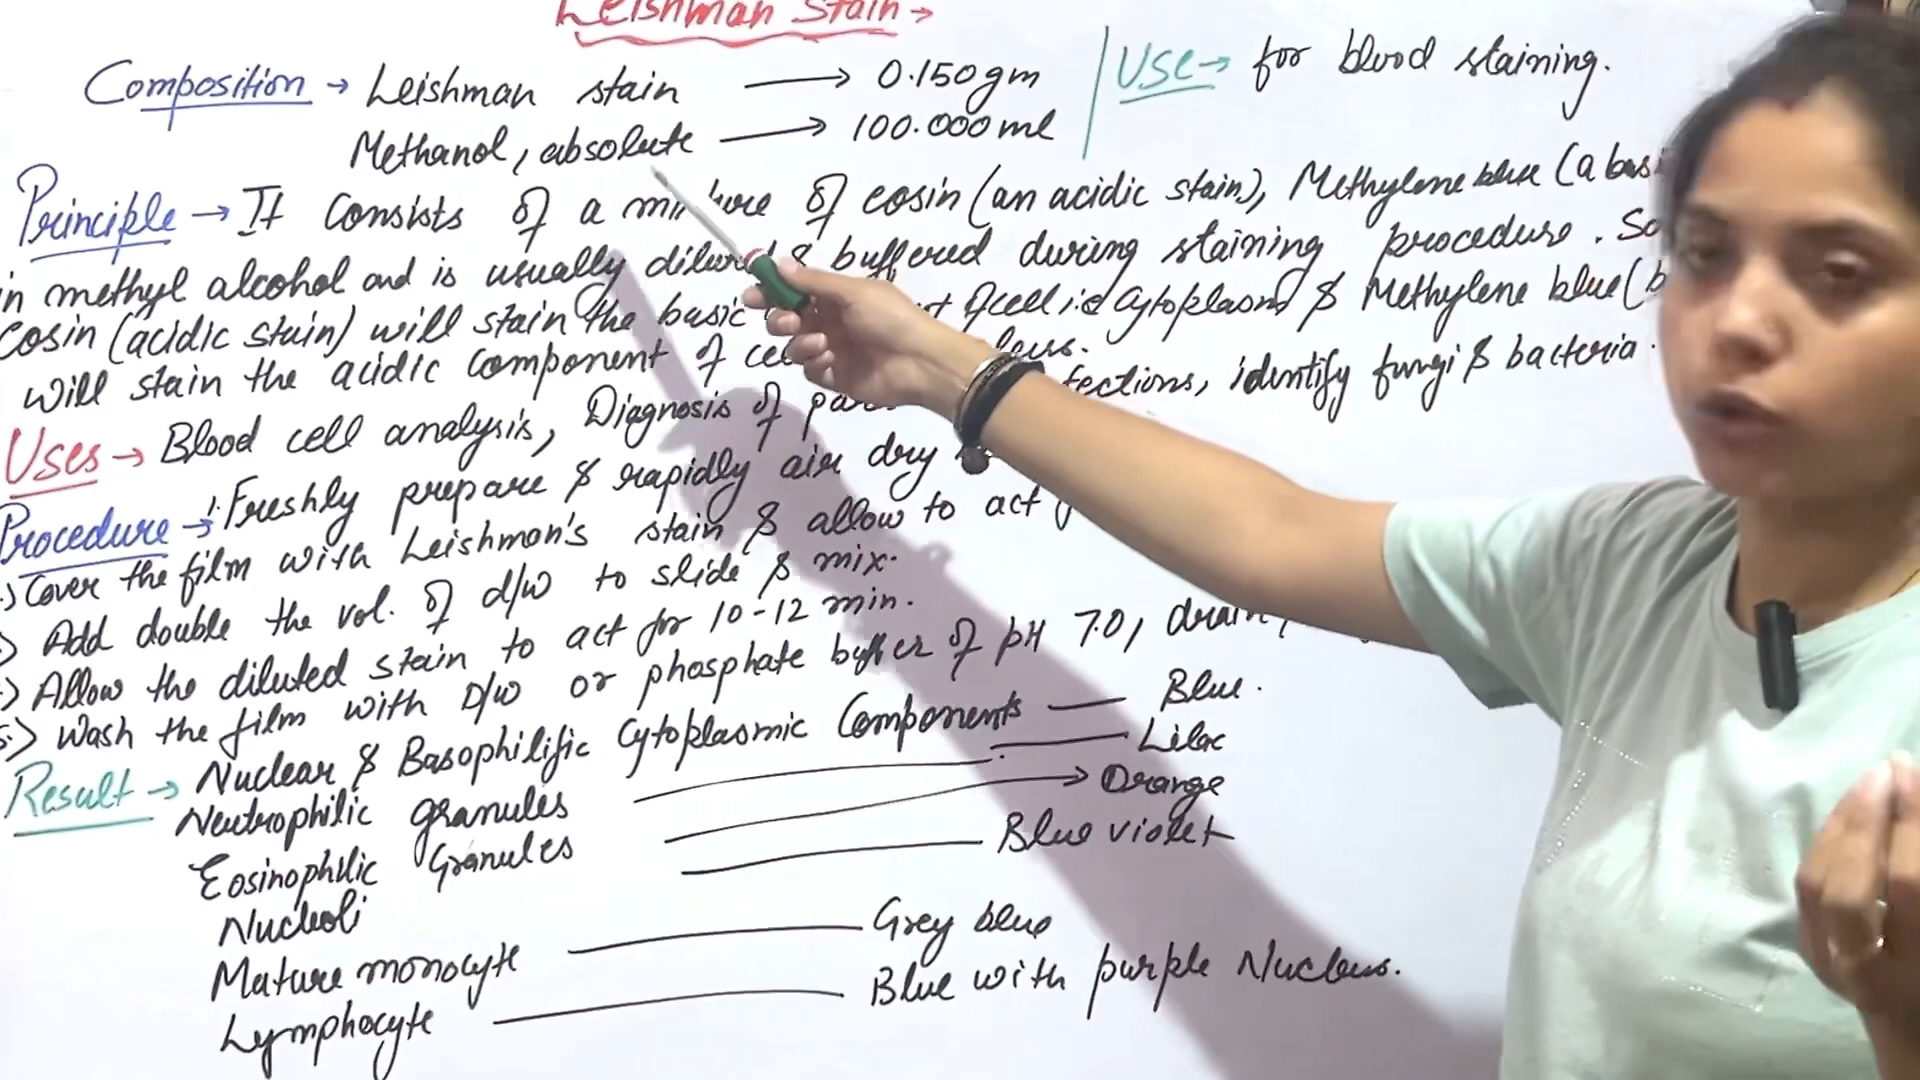 Leishman Stain →
Composition → Leishman stain → 0.150gm
Methanol, absolute → 100.000 ml
Use → for blood staining.
Principle → It consists of a mixture of eosin (an acidic stain), Methylene blue (a basi
in methyl alcohol and is usually diluted & buffered during staining procedure. So
eosin (acidic stain) will stain the basic cell i.e cytoplasm & Methylene blue (b
will stain the acidic component of
Uses → Blood cell analysis, Diagnosis of fections, identify fungi & bacteria.
Procedure → 1. Freshly prepare & rapidly air dry
Cover the film with Leishman's stain & allow to act
Add double the vol. of d/w to slide & mix.
Allow the diluted stain to act for 10-12 min.
5.> Wash the film with D/w or phosphate buffer of pH 7.0, drain
Result → Nuclear & Basophilific Cytoplasmic Components — Blue.
Neutrophilic granules — Lilac
Eosinophilic Granules → Orange
Nucleoli — Blue violet
Mature monocyte — Grey blue
Lymphocyte — Blue with purple Nucleus.